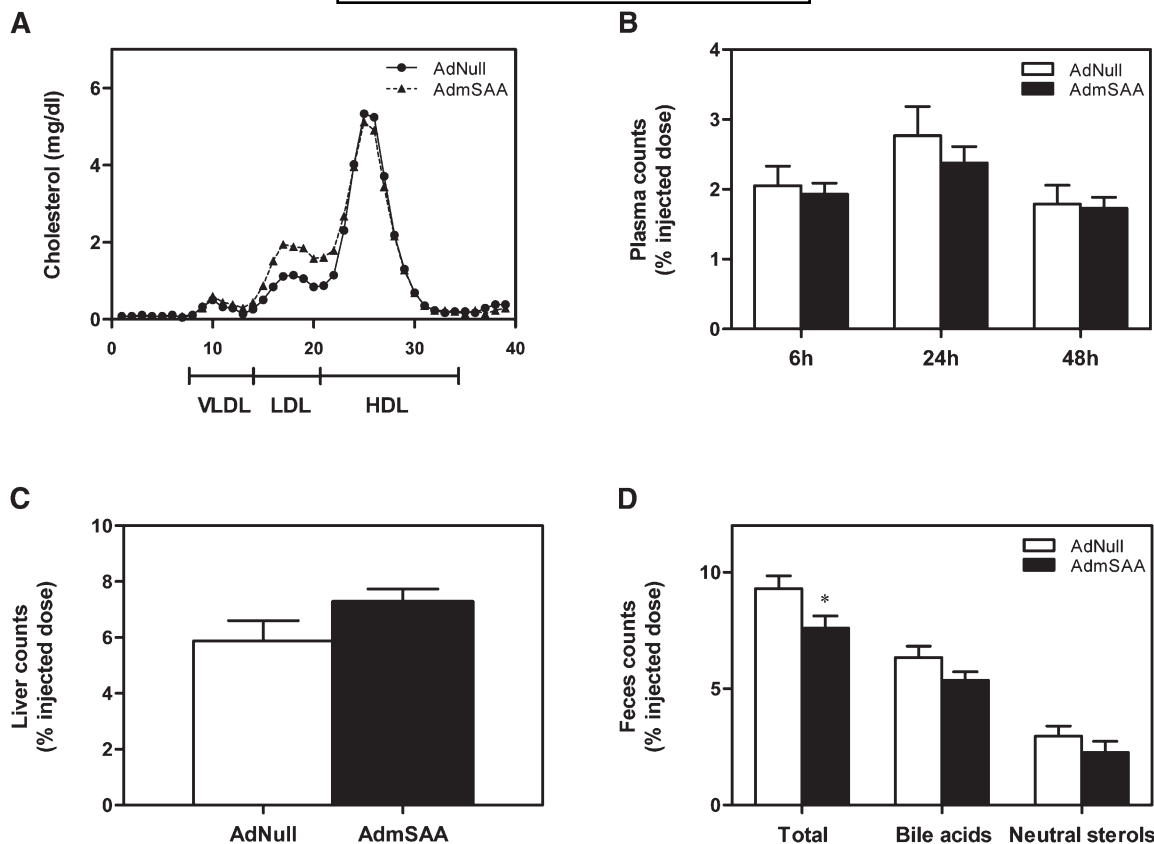 A
AdNull
AdmSAA
Cholesterol (mg/dl)
6
4
2
0
0 10 20 30 40
VLDL LDL HDL
B
AdNull
AdmSAA
Plasma counts
(% injected dose)
4
3
2
1
0
6h 24h 48h
C
Liver counts
(% injected dose)
10
8
6
4
2
0
AdNull AdmSAA
D
AdNull
AdmSAA
Feces counts
(% injected dose)
10
5
0
*
Total Bile acids Neutral sterols